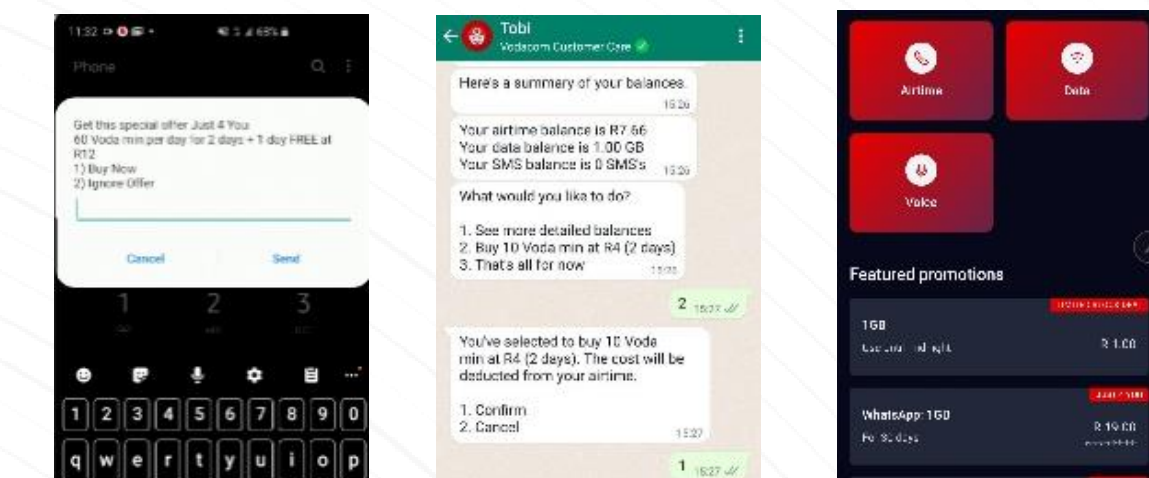 11:32
68%
Phone
Get this special offer Just 4 You
60 Voda min per day for 2 days + 1 day FREE at
R12
1) Buy Now
2) Ignore Offer
Cancel
Send
1 2 3
1 2 3 4 5 6 7 8 9 0
q w e r t y u i o p
Tobi
Vodacom Customer Care
Here's a summary of your balances.
15:26
Your airtime balance is R7.66
Your data balance is 1.00 GB
Your SMS balance is 0 SMS's
15:26
What would you like to do?
1. See more detailed balances
2. Buy 10 Voda min at R4 (2 days)
3. That's all for now
2
15:27
You've selected to buy 10 Voda
min at R4 (2 days). The cost will be
deducted from your airtime.
1. Confirm
2. Cancel
15:27
1
15:27
Airtime
Data
Voice
Featured promotions
1GB
R 1.00
WhatsApp: 1GB
R 19.00
For 30 days